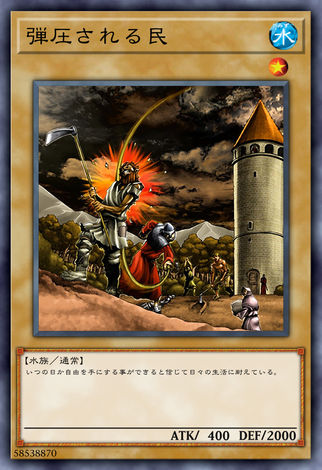 弾圧される民
水
【水族／通常】
いつの日か自由を手にする事ができると信じて日々の生活に耐えている。
ATK/ 400 DEF/2000
58538870